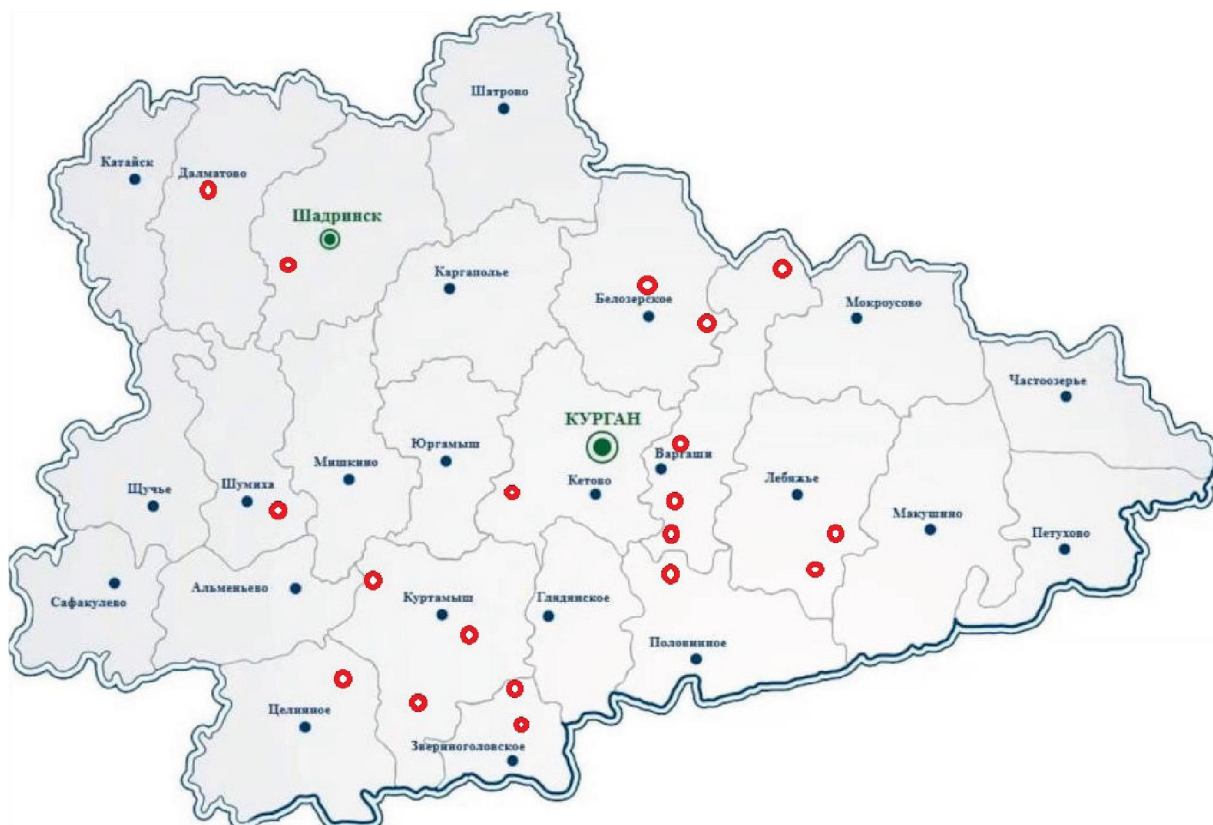 Шатрово
Катайск
Далматово
Шадринск
Каргаполье
Белозерское
Мокроусово
Частоозерье
КУРГАН
Юргамыш
Варгаши
Мишкино
Лебяжье
Щучье
Шумиха
Кетово
Макушино
Петухово
Альменьево
Сафакулево
Куртамыш
Глядянское
Половинное
Целинное
Звериноголовское